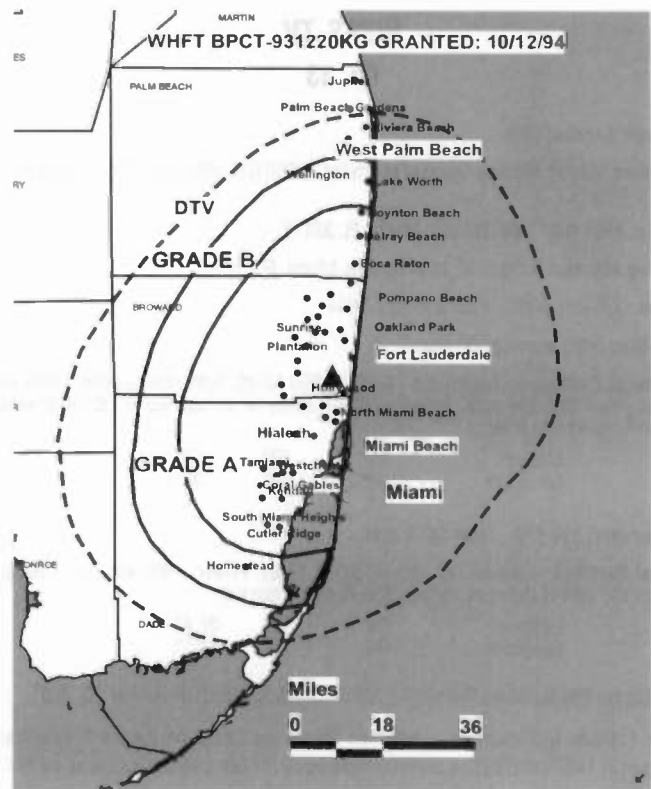 MARTIN
WHFT BPCT-931220KG GRANTED: 10/12/94
ES
PALM BEACH
Palm Beach Gardens
Riviera Beach
West Palm Beach
Wellington
Lake Worth
RY
DTV
Boynton Beach
Delray Beach
GRADE B
Boca Raton
BROWARD
Pompano Beach
Sunrise
Oakland Park
Plantation
Fort Lauderdale
Hollywood
North Miami Beach
Hialeah
Miami Beach
GRADE A
Tamiami
Coral Gables
Kendall
Miami
South Miami Heights
Cutler Ridge
Homestead
DADE
Miles
0 18 36